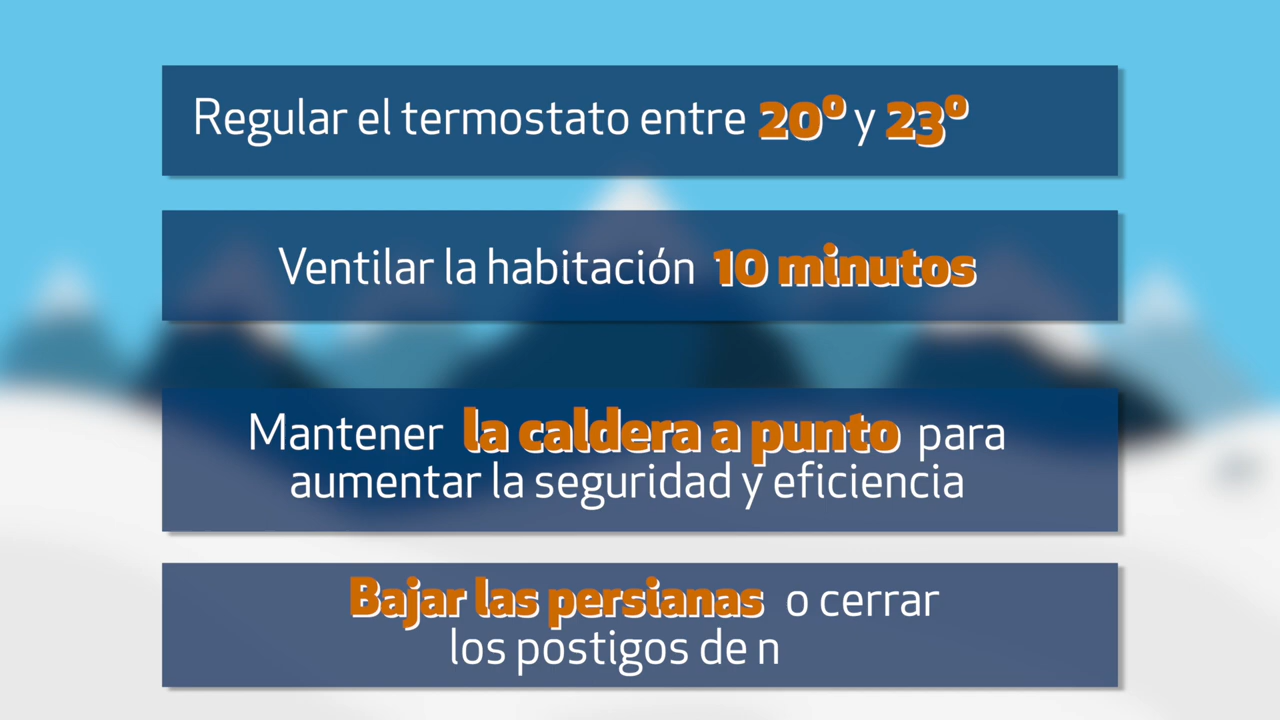 Regular el termostato entre 20º y 23º
Ventilar la habitación 10 minutos
Mantener la caldera a punto para
aumentar la seguridad y eficiencia
Bajar las persianas o cerrar
los postigos de n